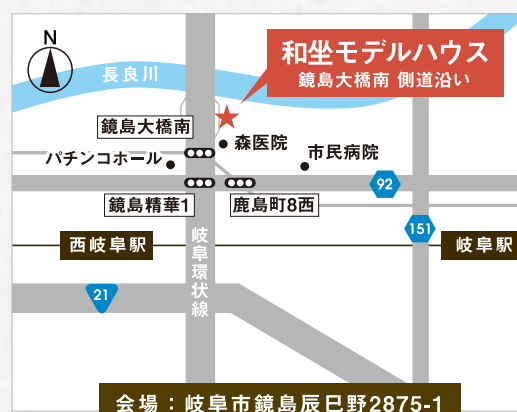 N
長良川
和坐モデルハウス
鏡島大橋南 側道沿い
鏡島大橋南
森医院
パチンコホール
市民病院
92
鏡島精華1
鹿島町8西
西岐阜駅
岐阜環状線
151
岐阜駅
21
会場：岐阜市鏡島辰巳野2875-1